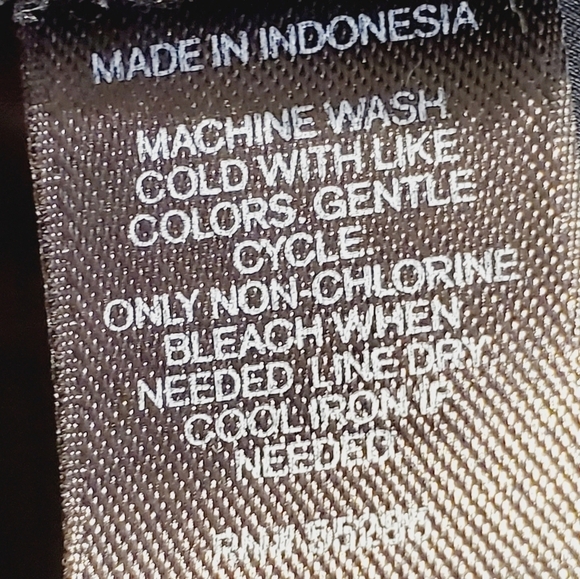 MADE IN INDONESIA
MACHINE WASH
COLD WITH LIKE
COLORS. GENTLE
CYCLE.
ONLY NON-CHLORINE
BLEACH WHEN
NEEDED. LINE DRY.
COOL IRON IF
NEEDED.
RN#